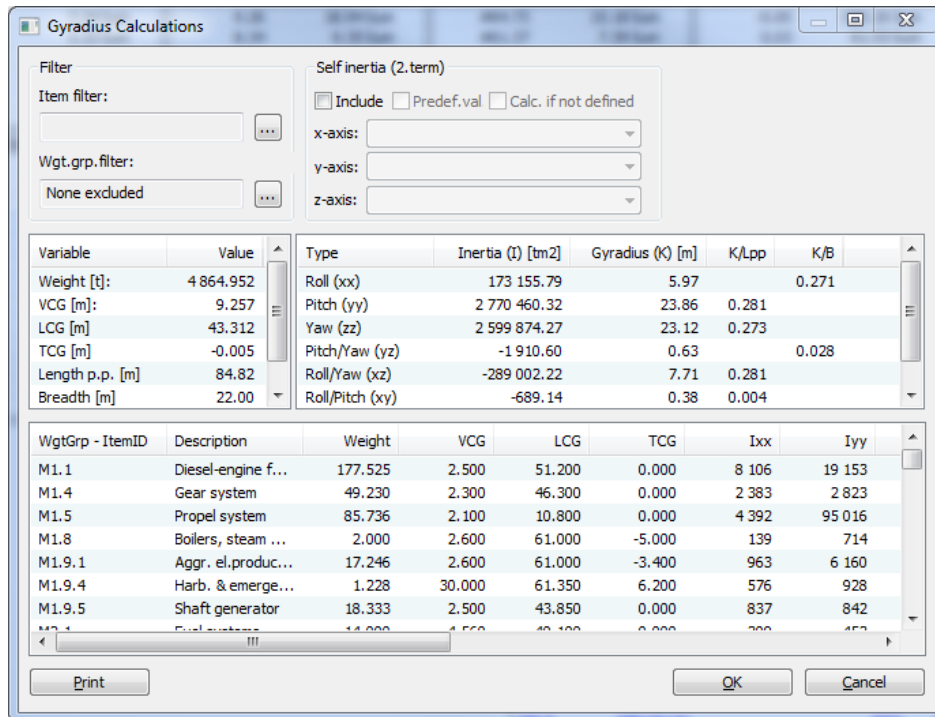 Gyradius Calculations
Filter
Item filter:
...
Wgt.grp.filter:
None excluded ...
Self inertia (2.term)
Include Predef.val Calc. if not defined
x-axis:
y-axis:
z-axis:
Variable Value
Weight [t]: 4 864.952
VCG [m]: 9.257
LCG [m] 43.312
TCG [m] -0.005
Length p.p. [m] 84.82
Breadth [m] 22.00
Type Inertia (I) [tm2] Gyradius (K) [m] K/Lpp K/B
Roll (xx) 173 155.79 5.97 0.271
Pitch (yy) 2 770 460.32 23.86 0.281
Yaw (zz) 2 599 874.27 23.12 0.273
Pitch/Yaw (yz) -1 910.60 0.63 0.028
Roll/Yaw (xz) -289 002.22 7.71 0.281
Roll/Pitch (xy) -689.14 0.38 0.004
WgtGrp - ItemID Description Weight VCG LCG TCG Ixx Iyy
M1.1 Diesel-engine f... 177.525 2.500 51.200 0.000 8 106 19 153
M1.4 Gear system 49.230 2.300 46.300 0.000 2 383 2 823
M1.5 Propel system 85.736 2.100 10.800 0.000 4 392 95 016
M1.8 Boilers, steam ... 2.000 2.600 61.000 -5.000 139 714
M1.9.1 Aggr. el.produc... 17.246 2.600 61.000 -3.400 963 6 160
M1.9.4 Harb. & emerge... 1.228 30.000 61.350 6.200 576 928
M1.9.5 Shaft generator 18.333 2.500 43.850 0.000 837 842
Print OK Cancel